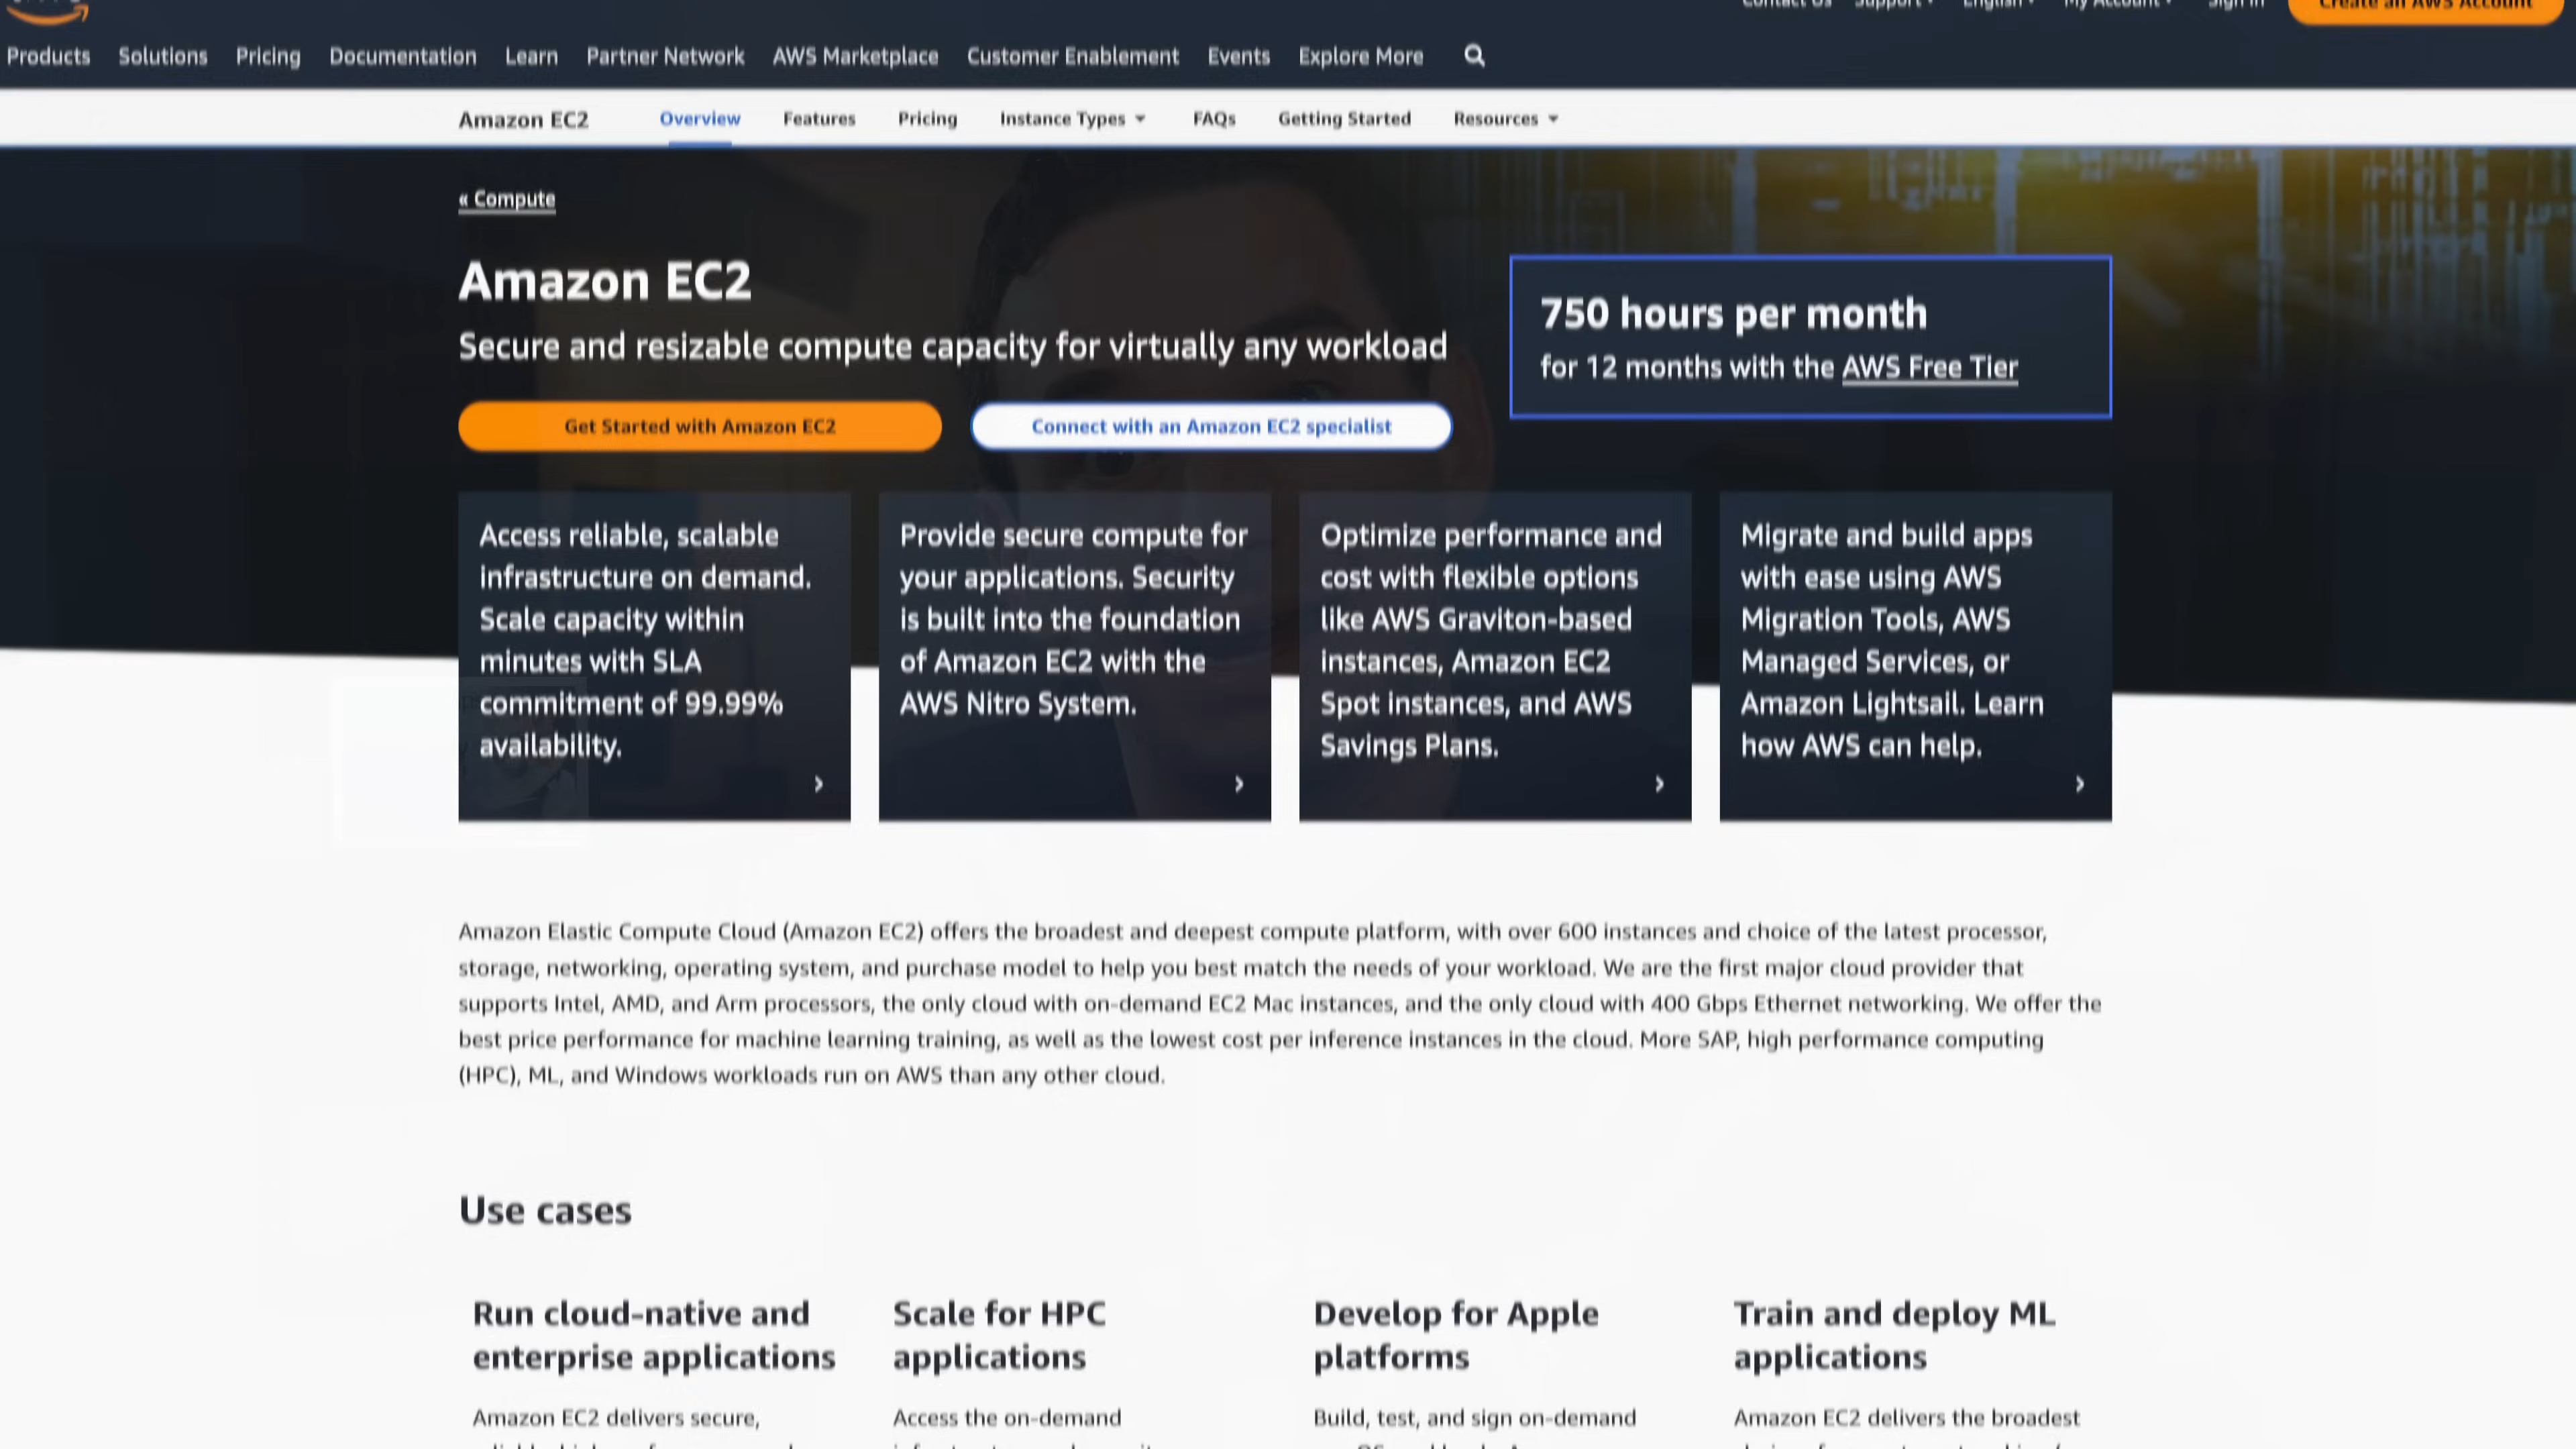 Contact Us Support English My Account Sign In Create an AWS Account
Products Solutions Pricing Documentation Learn Partner Network AWS Marketplace Customer Enablement Events Explore More
Amazon EC2 Overview Features Pricing Instance Types FAQs Getting Started Resources
« Compute
Amazon EC2
Secure and resizable compute capacity for virtually any workload
750 hours per month
for 12 months with the AWS Free Tier
Get Started with Amazon EC2
Connect with an Amazon EC2 specialist
Access reliable, scalable
infrastructure on demand.
Scale capacity within
minutes with SLA
commitment of 99.99%
availability.
Provide secure compute for
your applications. Security
is built into the foundation
of Amazon EC2 with the
AWS Nitro System.
Optimize performance and
cost with flexible options
like AWS Graviton-based
instances, Amazon EC2
Spot instances, and AWS
Savings Plans.
Migrate and build apps
with ease using AWS
Migration Tools, AWS
Managed Services, or
Amazon Lightsail. Learn
how AWS can help.
Amazon Elastic Compute Cloud (Amazon EC2) offers the broadest and deepest compute platform, with over 600 instances and choice of the latest processor,
storage, networking, operating system, and purchase model to help you best match the needs of your workload. We are the first major cloud provider that
supports Intel, AMD, and Arm processors, the only cloud with on-demand EC2 Mac instances, and the only cloud with 400 Gbps Ethernet networking. We offer the
best price performance for machine learning training, as well as the lowest cost per inference instances in the cloud. More SAP, high performance computing
(HPC), ML, and Windows workloads run on AWS than any other cloud.
Use cases
Run cloud-native and
enterprise applications
Amazon EC2 delivers secure,
Scale for HPC
applications
Access the on-demand
Develop for Apple
platforms
Build, test, and sign on-demand
Train and deploy ML
applications
Amazon EC2 delivers the broadest